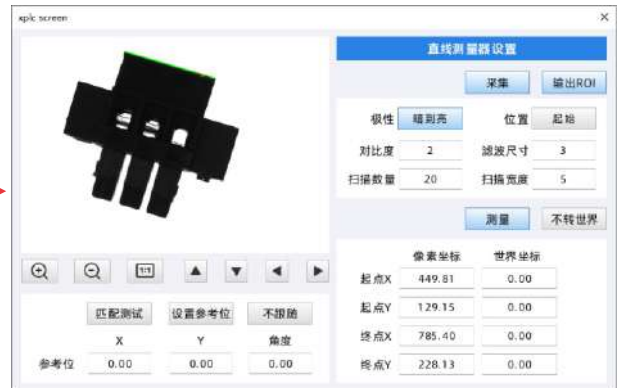 xplc screen
直线测量器设置
采集 输出ROI
极性 暗到亮 位置 起始
对比度 2 滤波尺寸 3
扫描数量 20 扫描宽度 5
测量 不转世界
像素坐标 世界坐标
起点X 449.81 0.00
起点Y 129.15 0.00
终点X 785.40 0.00
终点Y 228.13 0.00
1:1
匹配测试 设置参考位 不跟随
X Y 角度
参考位 0.00 0.00 0.00